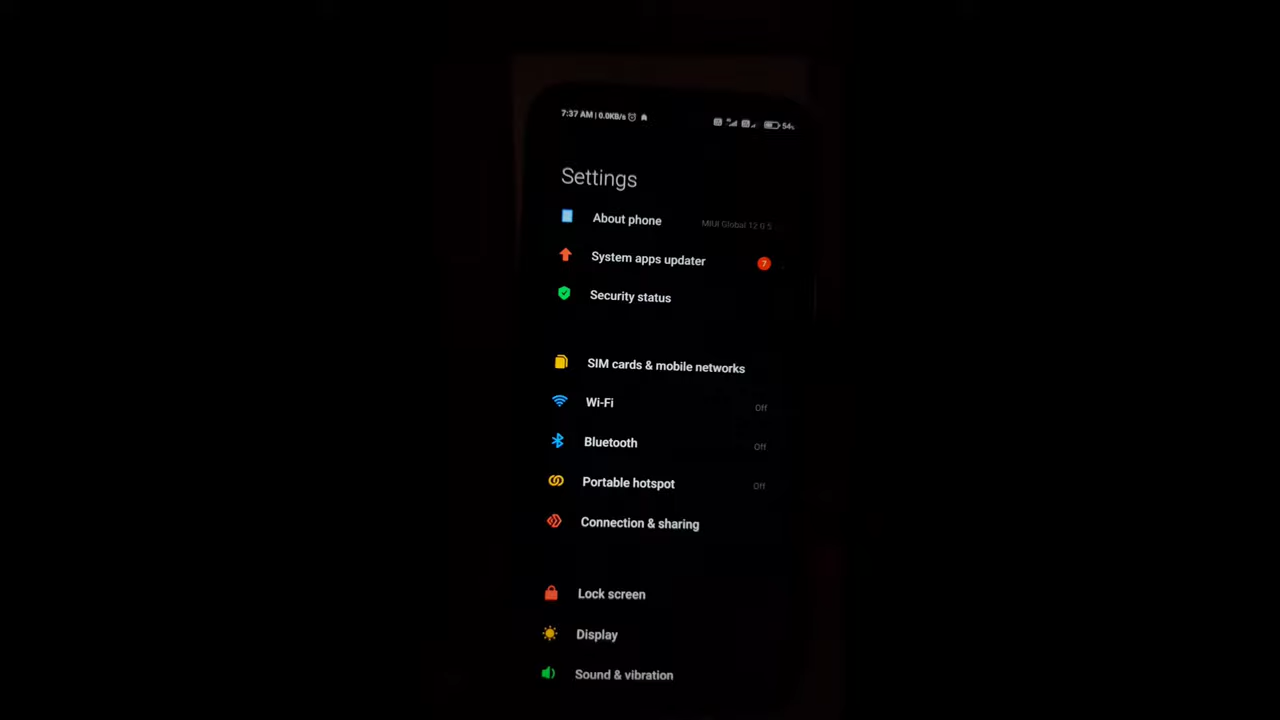 7:37 AM | 0.0KB/s
54%
Settings
About phone MIUI Global 12.0.5
System apps updater 7
Security status
SIM cards & mobile networks
Wi-Fi Off
Bluetooth Off
Portable hotspot Off
Connection & sharing
Lock screen
Display
Sound & vibration